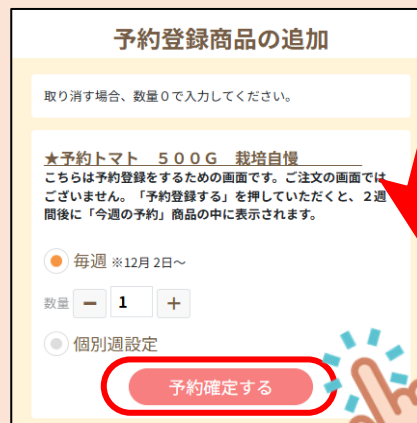 予約登録商品の追加
取り消す場合、数量０で入力してください。
★予約トマト　５００Ｇ　栽培自慢
こちらは予約登録をするための画面です。ご注文の画面では
ございません。「予約登録する」を押していただくと、２週
間後に「今週の予約」商品の中に表示されます。
毎週 ※12月 2日～
数量 － 1 ＋
個別週設定
予約確定する